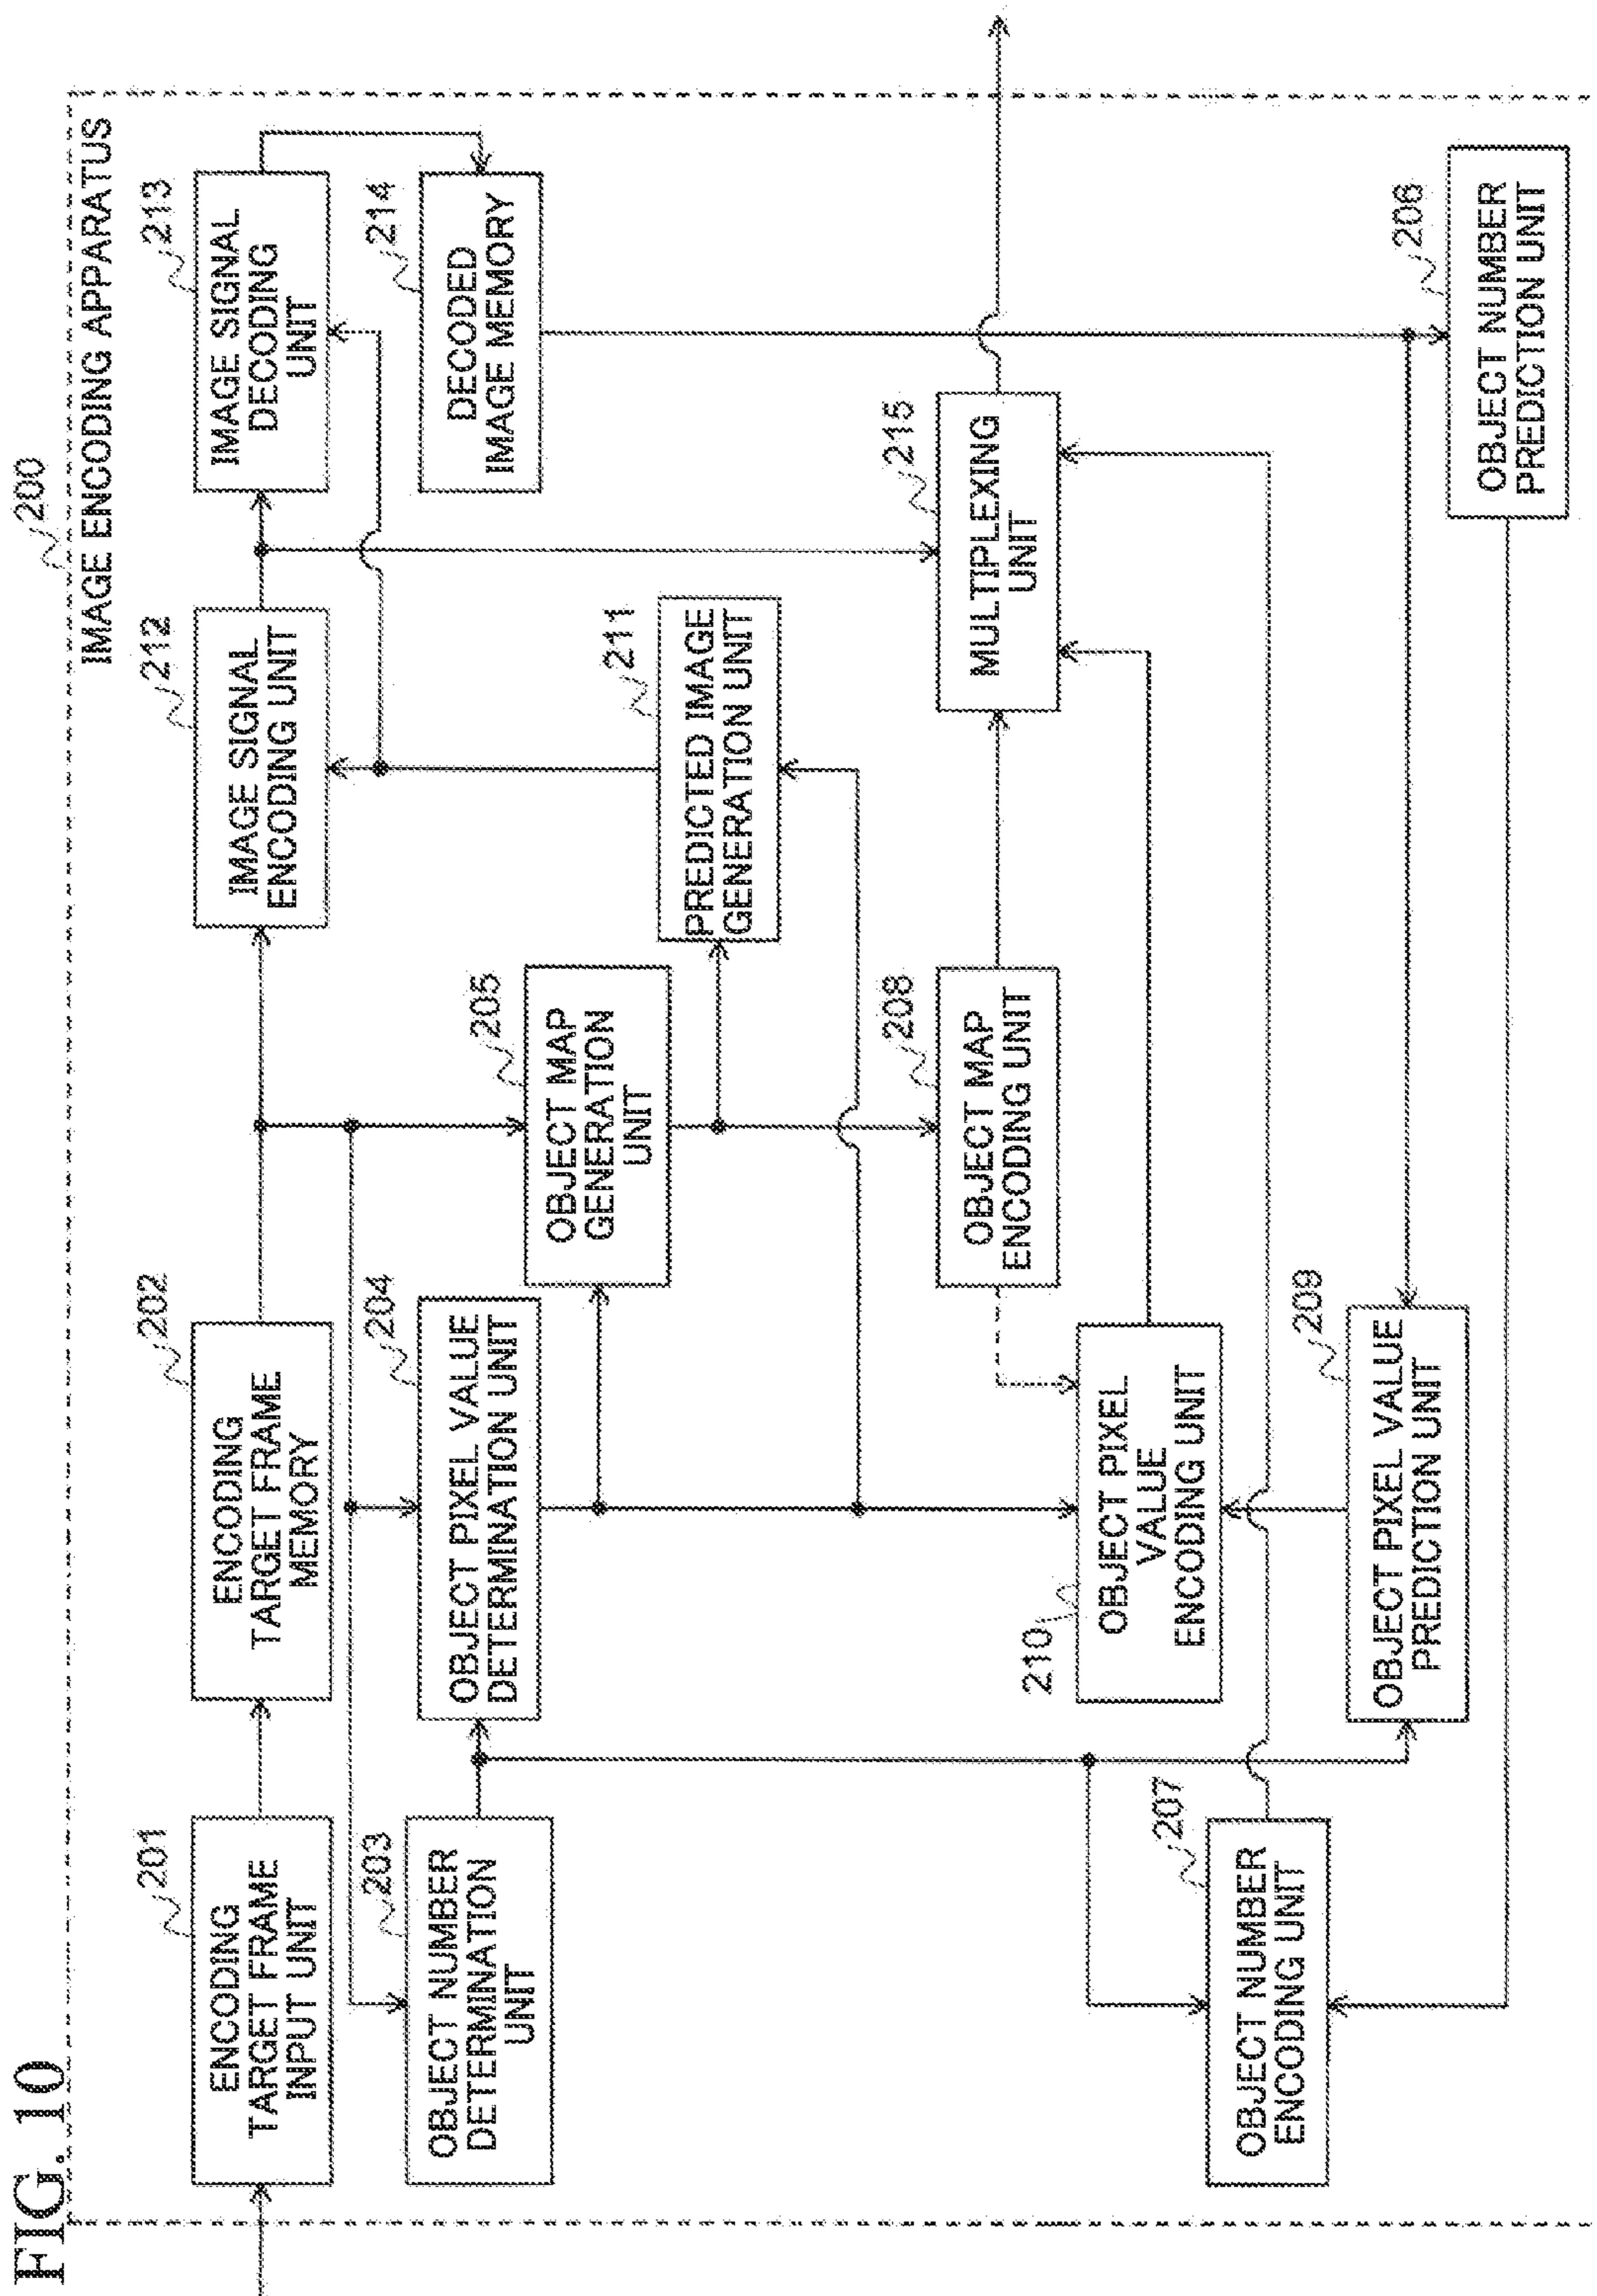 FIG. 10
200
IMAGE ENCODING APPARATUS
201
ENCODING
TARGET FRAME
INPUT UNIT
202
ENCODING
TARGET FRAME
MEMORY
212
IMAGE SIGNAL
ENCODING UNIT
213
IMAGE SIGNAL
DECODING
UNIT
203
OBJECT NUMBER
DETERMINATION
UNIT
204
OBJECT PIXEL VALUE
DETERMINATION UNIT
205
OBJECT MAP
GENERATION
UNIT
214
DECODED
IMAGE MEMORY
211
PREDICTED IMAGE
GENERATION UNIT
208
OBJECT MAP
ENCODING UNIT
215
MULTIPLEXING
UNIT
210
OBJECT PIXEL
VALUE
ENCODING UNIT
207
OBJECT NUMBER
ENCODING UNIT
209
OBJECT PIXEL VALUE
PREDICTION UNIT
206
OBJECT NUMBER
PREDICTION UNIT